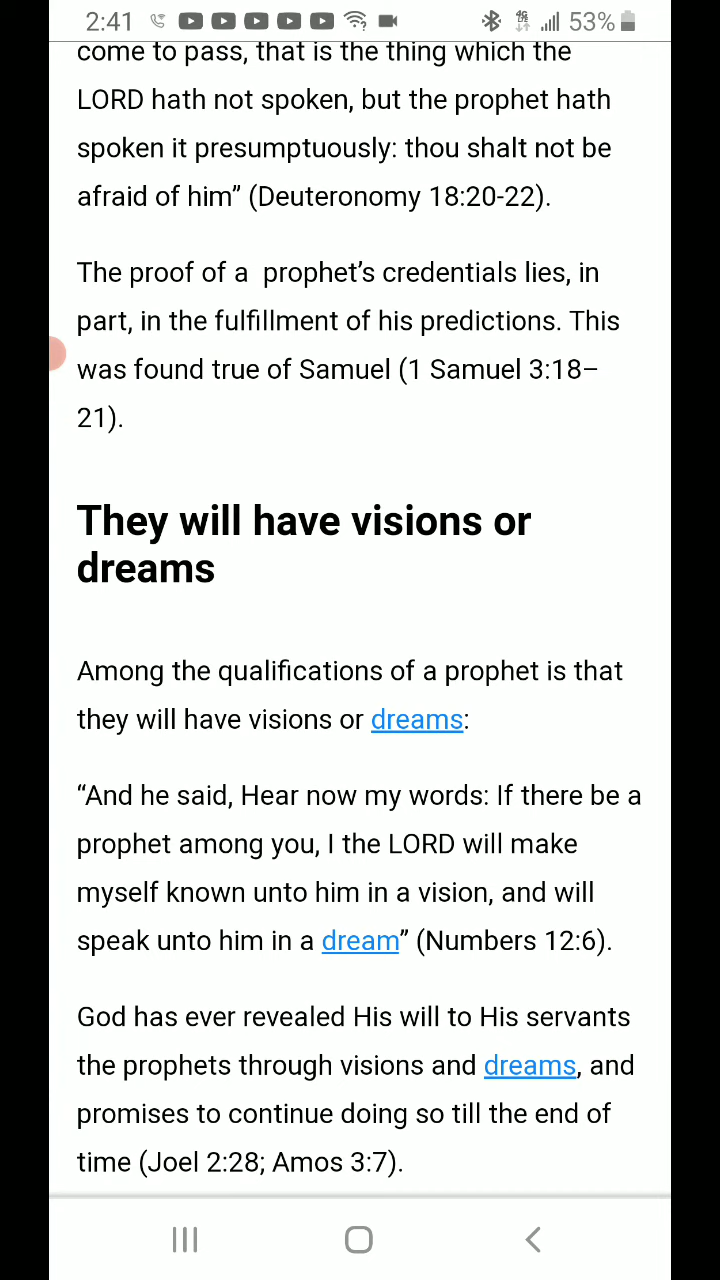 2:41 53%
come to pass, that is the thing which the
LORD hath not spoken, but the prophet hath
spoken it presumptuously: thou shalt not be
afraid of him” (Deuteronomy 18:20-22).
The proof of a  prophet’s credentials lies, in
part, in the fulfillment of his predictions. This
was found true of Samuel (1 Samuel 3:18–
21).
They will have visions or
dreams
Among the qualifications of a prophet is that
they will have visions or dreams:
“And he said, Hear now my words: If there be a
prophet among you, I the LORD will make
myself known unto him in a vision, and will
speak unto him in a dream” (Numbers 12:6).
God has ever revealed His will to His servants
the prophets through visions and dreams, and
promises to continue doing so till the end of
time (Joel 2:28; Amos 3:7).